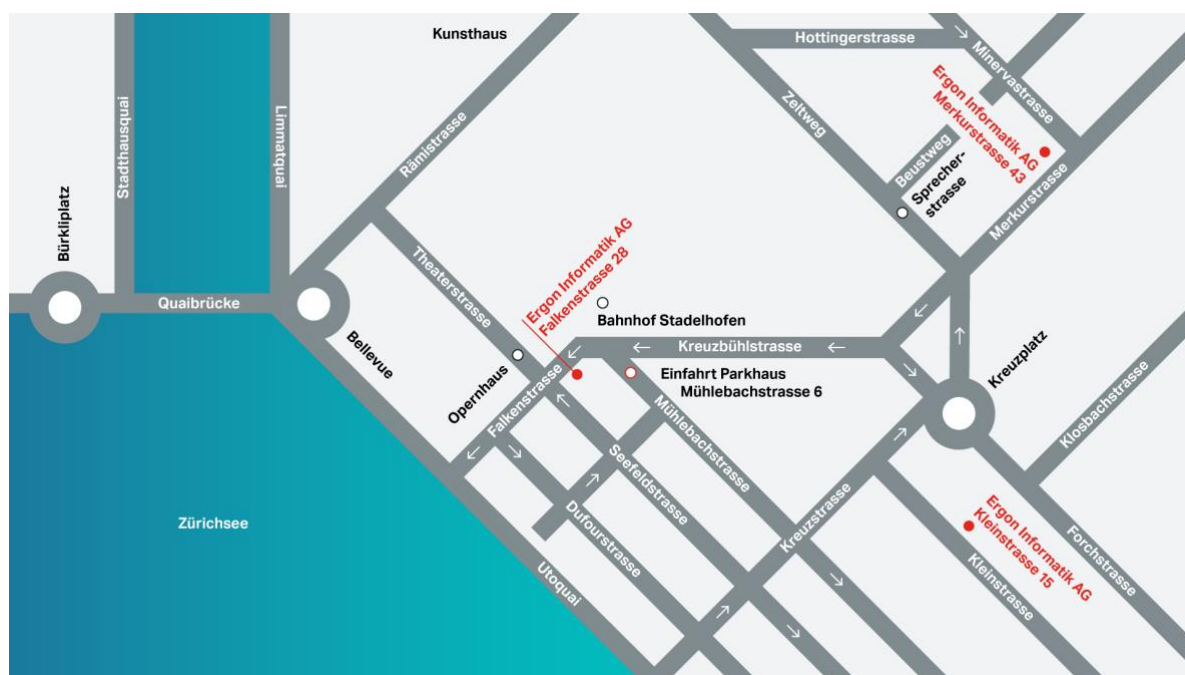 Kunsthaus
Hottingerstrasse
Minervastrasse
Stadthausquai
Limmatquai
Rämistrasse
Zeltweg
Ergon Informatik AG
Merkurstrasse 43
Beustweg
Sprecher-
strasse
Merkurstrasse
Bürkliplatz
Quaibrücke
Theaterstrasse
Ergon Informatik AG
Falkenstrasse 28
Bahnhof Stadelhofen
Bellevue
Kreuzbühlstrasse
Kreuzplatz
Opernhaus
Falkenstrasse
Einfahrt Parkhaus
Mühlebachstrasse 6
Mühlebachstrasse
Klosbachstrasse
Seefeldstrasse
Kreuzstrasse
Zürichsee
Dufourstrasse
Utoquai
Ergon Informatik AG
Kleinstrasse 15
Kleinstrasse
Forchstrasse